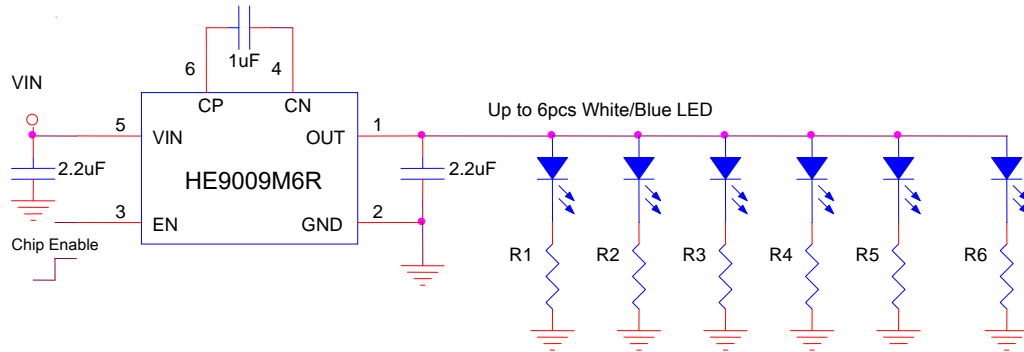 1uF
6
4
VIN
CP
CN
Up to 6pcs White/Blue LED
5
VIN
OUT
1
2.2uF
HE9009M6R
2.2uF
3
EN
GND
2
Chip Enable
R1
R2
R3
R4
R5
R6